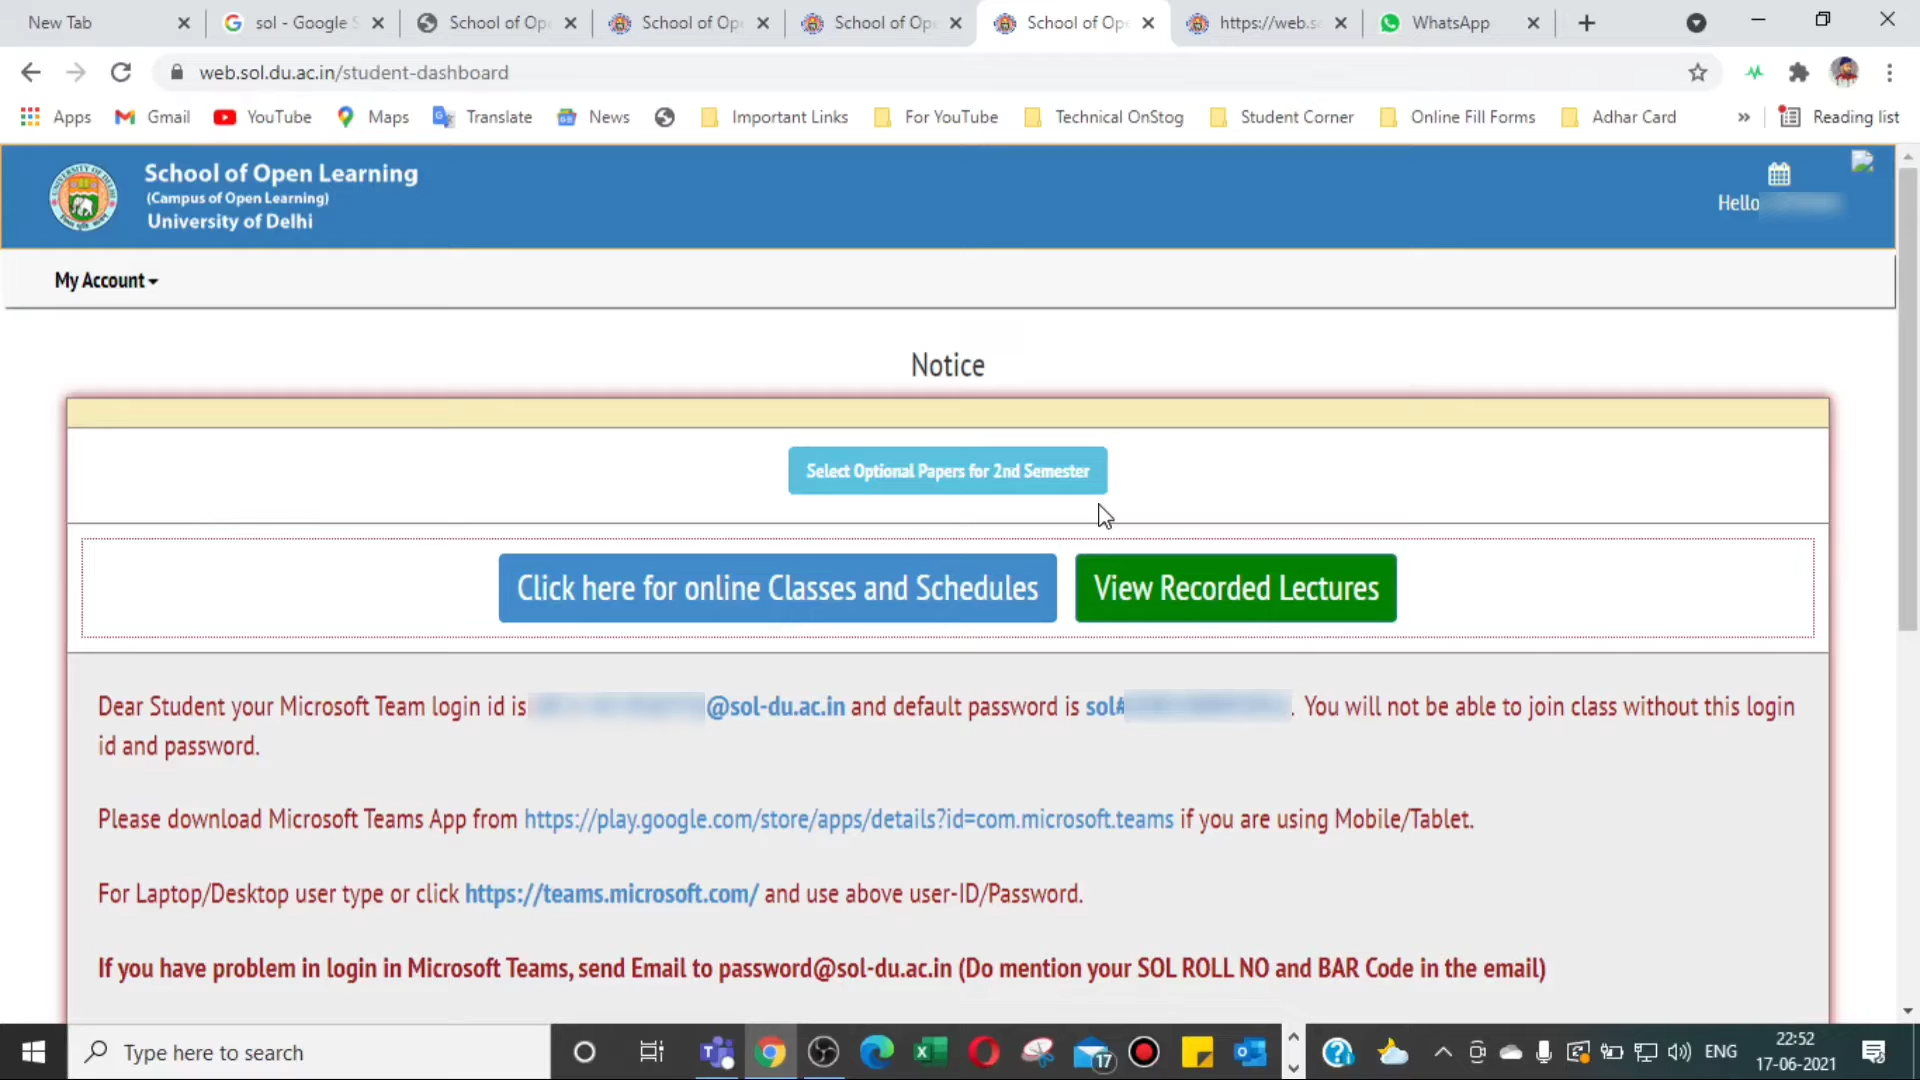 New Tab
sol - Google S
School of Ope
School of Ope
School of Ope
School of Ope
https://web.so
WhatsApp
web.sol.du.ac.in/student-dashboard
Apps
Gmail
YouTube
Maps
Translate
News
Important Links
For YouTube
Technical OnStog
Student Corner
Online Fill Forms
Adhar Card
»
Reading list
School of Open Learning
(Campus of Open Learning)
University of Delhi
Hello
My Account
Notice
Select Optional Papers for 2nd Semester
Click here for online Classes and Schedules
View Recorded Lectures
Dear Student your Microsoft Team login id is @sol-du.ac.in and default password is sol# . You will not be able to join class without this login
id and password.
Please download Microsoft Teams App from https://play.google.com/store/apps/details?id=com.microsoft.teams if you are using Mobile/Tablet.
For Laptop/Desktop user type or click https://teams.microsoft.com/ and use above user-ID/Password.
If you have problem in login in Microsoft Teams, send Email to password@sol-du.ac.in (Do mention your SOL ROLL NO and BAR Code in the email)
Type here to search
17
ENG
22:52
17-06-2021